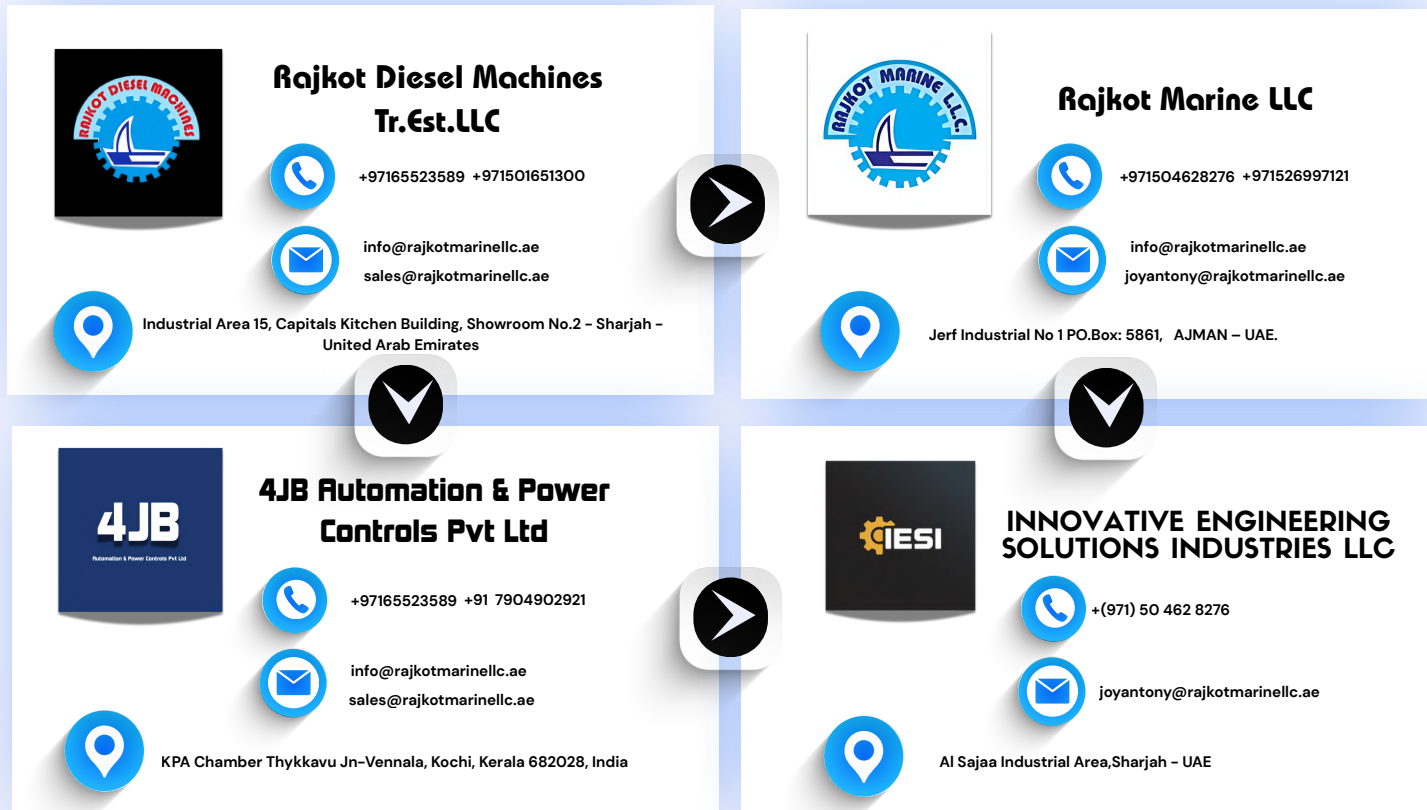 RAJKOT DIESEL MACHINES
Rajkot Diesel Machines
Tr.Est.LLC
+97165523589 +971501651300
info@rajkotmarinellc.ae
sales@rajkotmarinellc.ae
Industrial Area 15, Capitals Kitchen Building, Showroom No.2 - Sharjah -
United Arab Emirates
RAJKOT MARINE L.L.C.
Rajkot Marine LLC
+971504628276 +971526997121
info@rajkotmarinellc.ae
joyantony@rajkotmarinellc.ae
Jerf Industrial No 1 PO.Box: 5861, AJMAN – UAE.
4JB
Automation & Power Controls Pvt Ltd
4JB Automation & Power
Controls Pvt Ltd
+97165523589 +91 7904902921
info@rajkotmarinellc.ae
sales@rajkotmarinellc.ae
KPA Chamber Thykkavu Jn-Vennala, Kochi, Kerala 682028, India
IESI
INNOVATIVE ENGINEERING
SOLUTIONS INDUSTRIES LLC
+(971) 50 462 8276
joyantony@rajkotmarinellc.ae
Al Sajaa Industrial Area,Sharjah - UAE